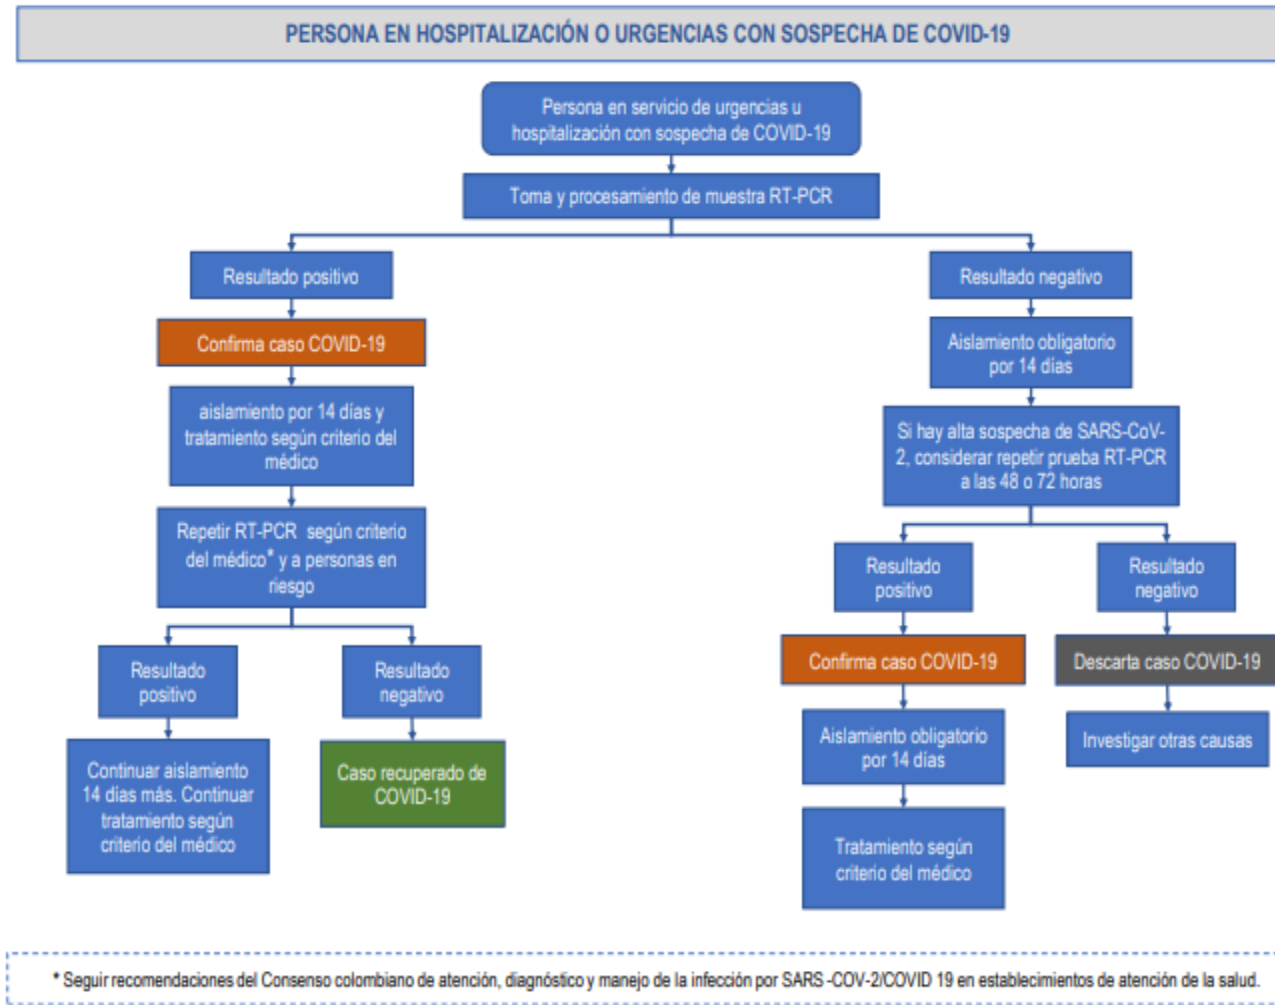 PERSONA EN HOSPITALIZACIÓN O URGENCIAS CON SOSPECHA DE COVID-19
Persona en servicio de urgencias u
hospitalización con sospecha de COVID-19
Toma y procesamiento de muestra RT-PCR
Resultado positivo
Confirma caso COVID-19
aislamiento por 14 días y
tratamiento según criterio del
médico
Repetir RT-PCR según criterio
del médico* y a personas en
riesgo
Resultado
positivo
Continuar aislamiento
14 días más. Continuar
tratamiento según
criterio del médico
Resultado
negativo
Caso recuperado de
COVID-19
Resultado negativo
Aislamiento obligatorio
por 14 días
Si hay alta sospecha de SARS-CoV-
2, considerar repetir prueba RT-PCR
a las 48 o 72 horas
Resultado
positivo
Confirma caso COVID-19
Aislamiento obligatorio
por 14 días
Tratamiento según
criterio del médico
Resultado
negativo
Descarta caso COVID-19
Investigar otras causas
* Seguir recomendaciones del Consenso colombiano de atención, diagnóstico y manejo de la infección por SARS -COV-2/COVID 19 en establecimientos de atención de la salud.